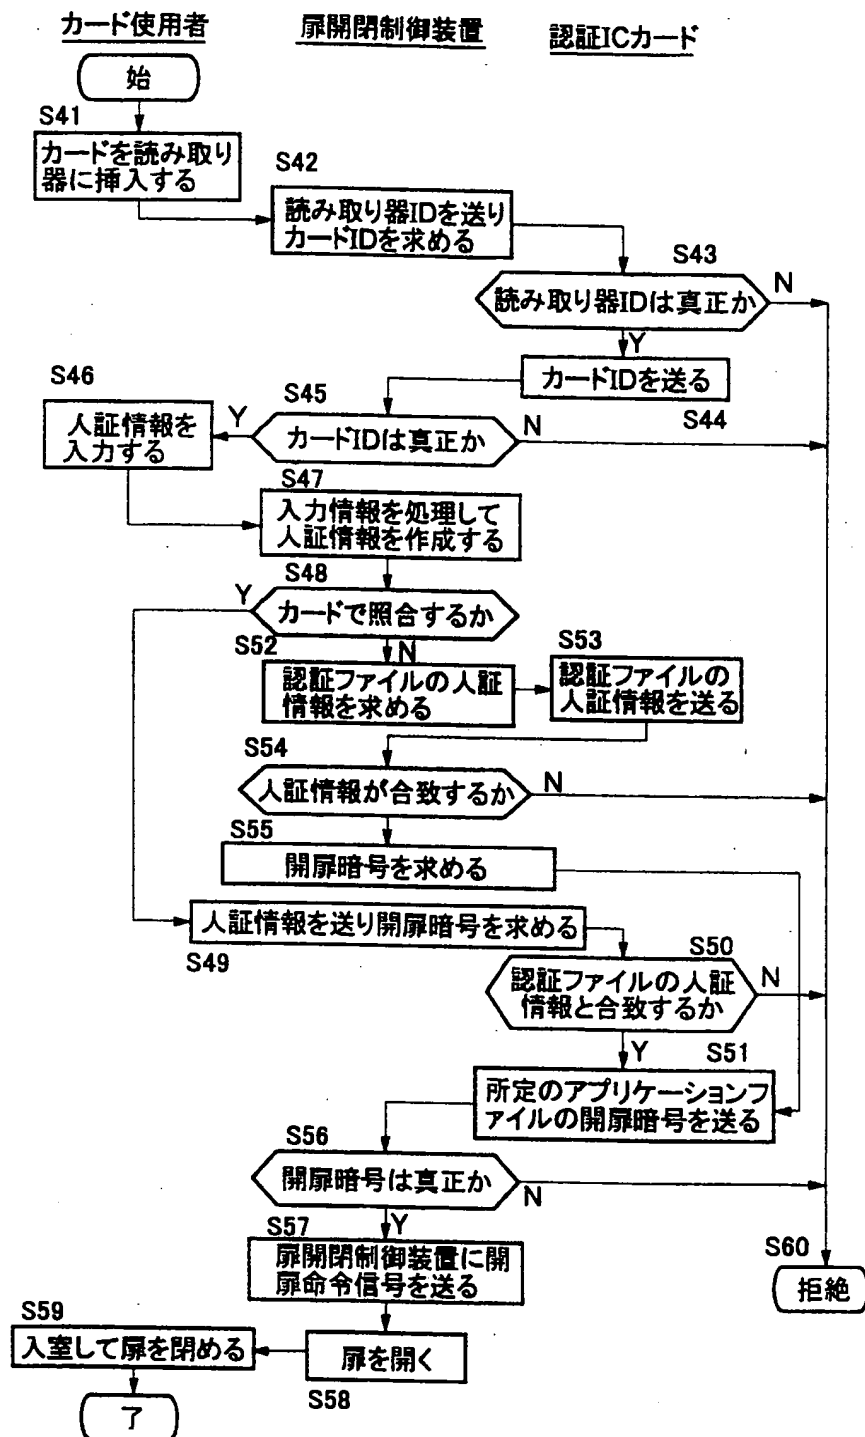 カード使用者
扉開閉制御装置
認証ICカード
始
S41
カードを読み取り
器に挿入する
S42
読み取り器IDを送り
カードIDを求める
S43
読み取り器IDは真正か
N
Y
カードIDを送る
S44
S45
カードIDは真正か
Y
N
S46
人証情報を
入力する
S47
入力情報を処理して
人証情報を作成する
S48
カードで照合するか
Y
N
S52
認証ファイルの人証
情報を求める
S53
認証ファイルの
人証情報を送る
S54
人証情報が合致するか
N
S55
開扉暗号を求める
人証情報を送り開扉暗号を求める
S49
S50
認証ファイルの人証
情報と合致するか
N
Y
S51
所定のアプリケーションフ
ァイルの開扉暗号を送る
S56
開扉暗号は真正か
N
Y
S57
扉開閉制御装置に開
扉命令信号を送る
S60
拒絶
S59
入室して扉を閉める
扉を開く
S58
了